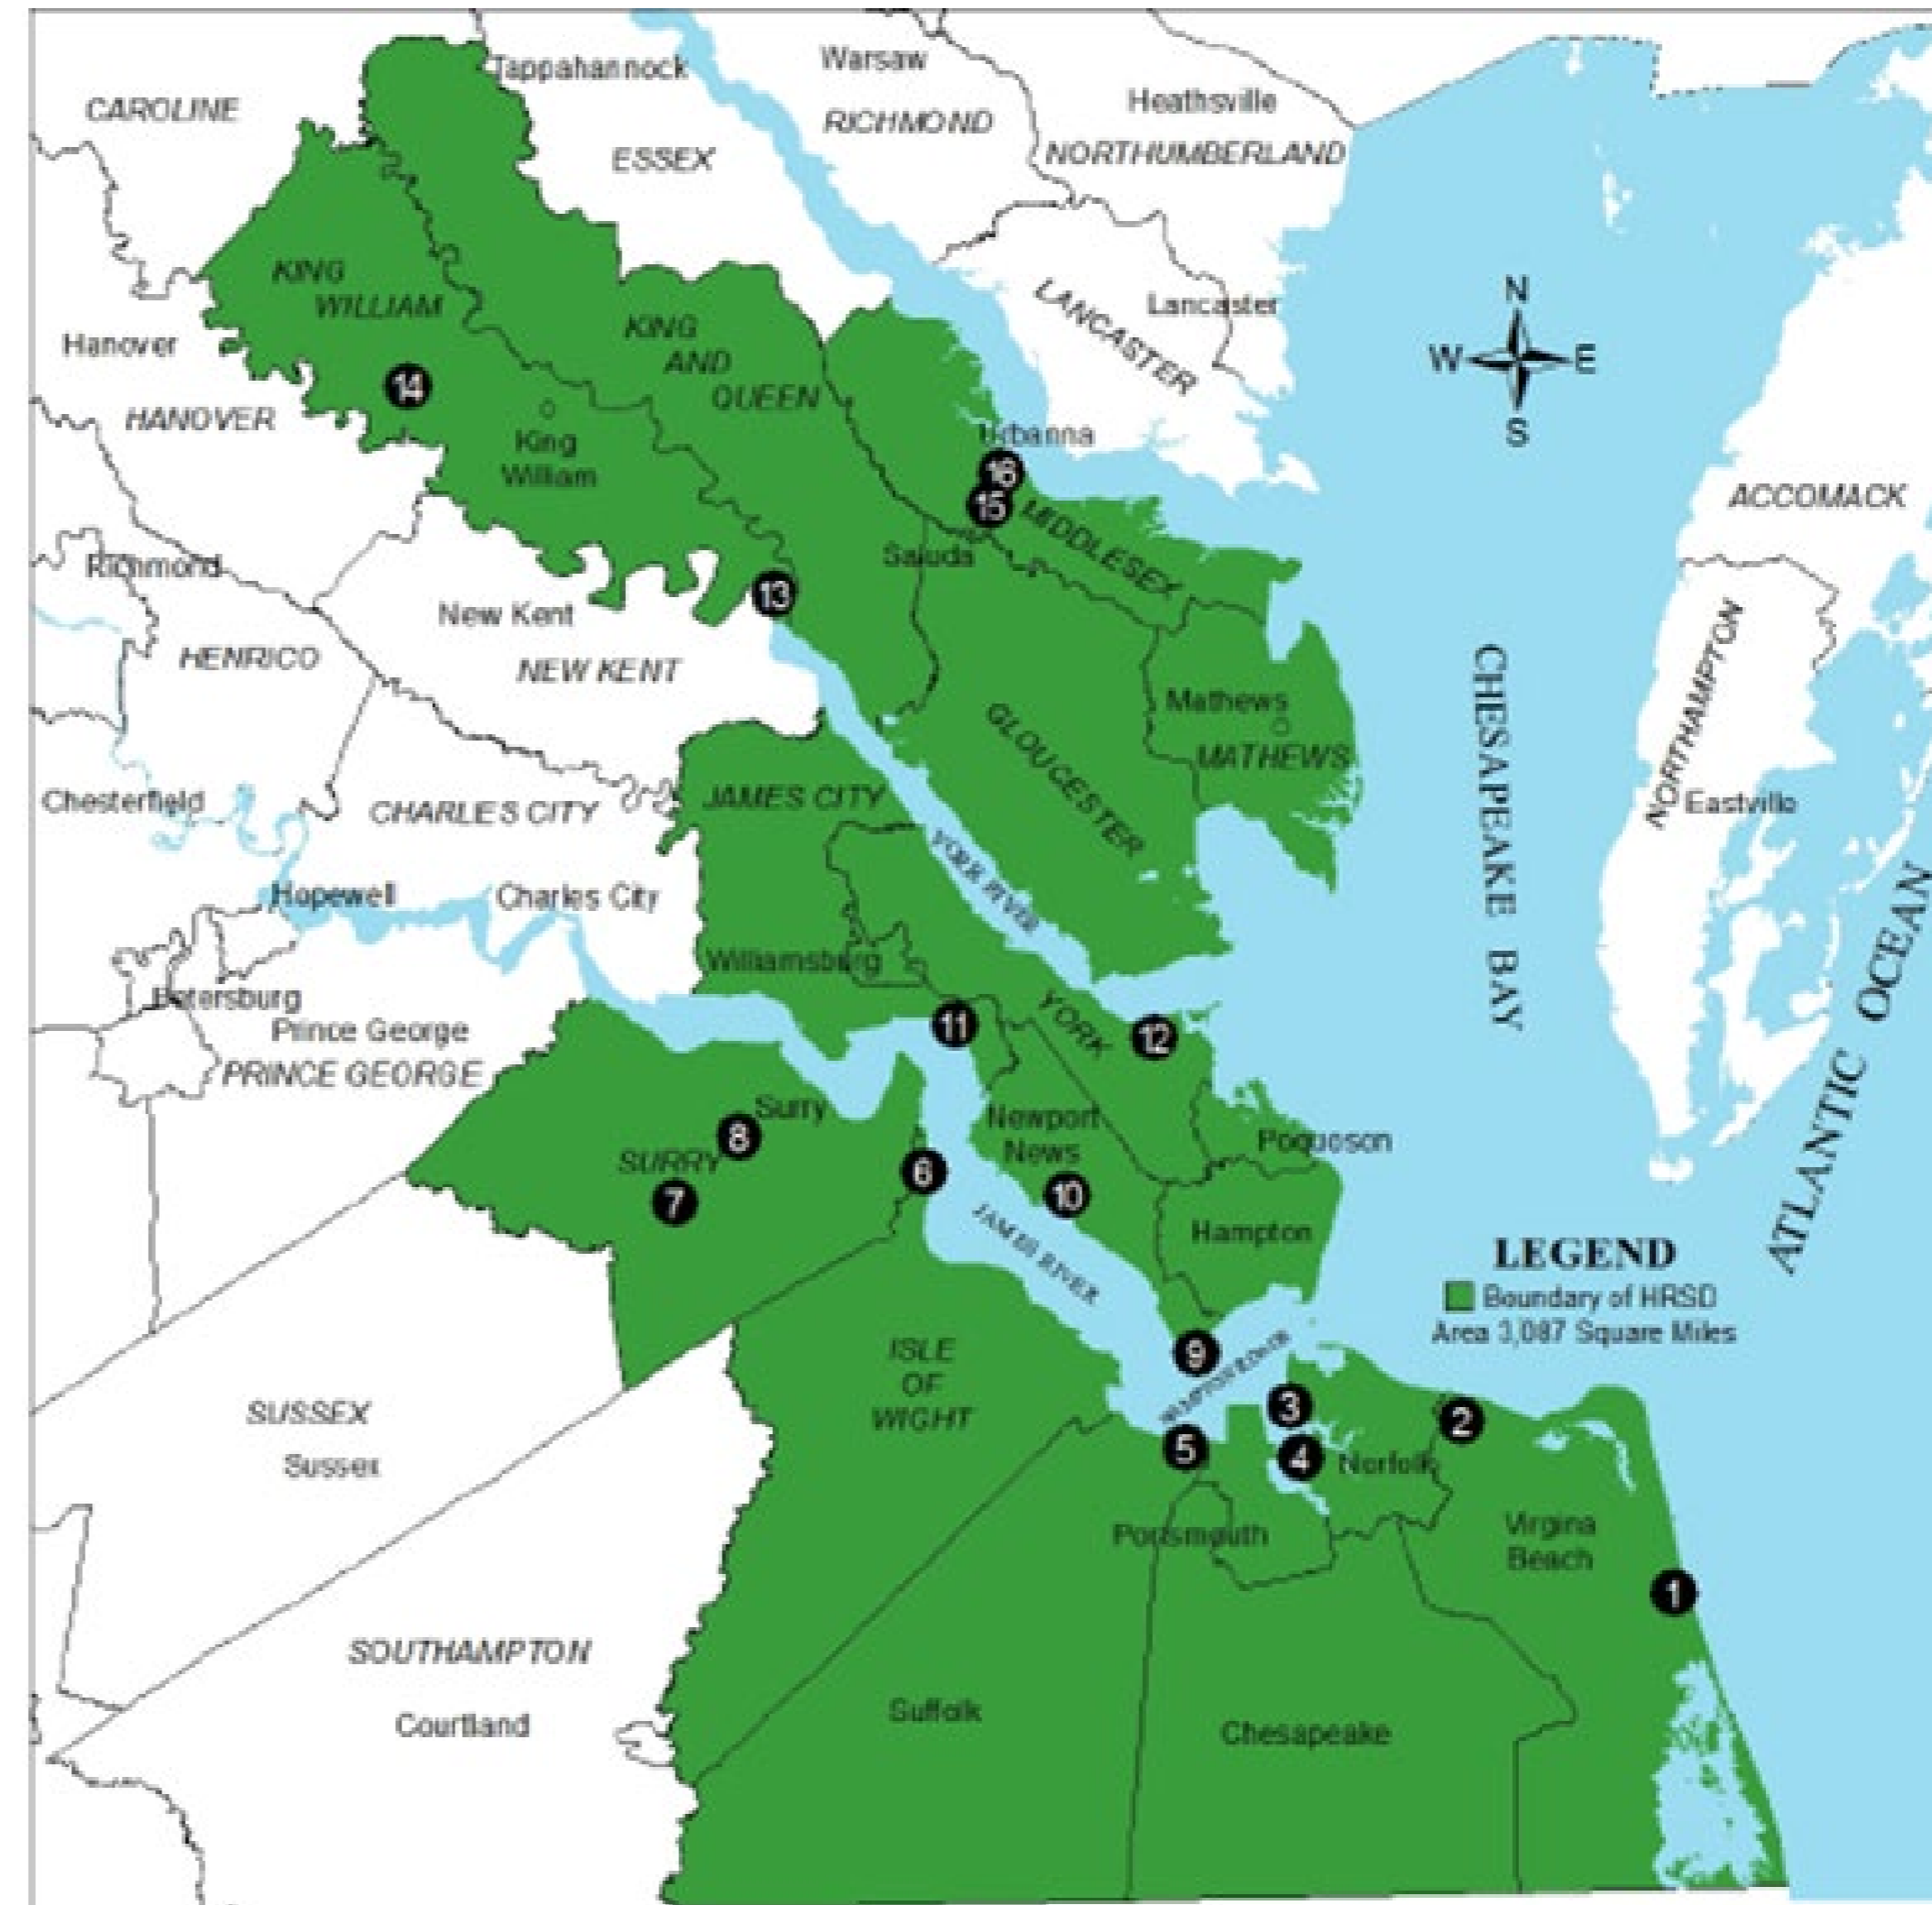 Tappahannock
Warsaw
CAROLINE
RICHMOND
Heathsville
ESSEX
NORTHUMBERLAND
KING
WILLIAM
LANCASTER
Lancaster
N
W
E
S
Hanover
KING
AND
QUEEN
14
HANOVER
King
William
Urbanna
16
15
MIDDLESEX
ACCOMACK
Richmond
Saluda
13
New Kent
HENRICO
NEW KENT
Mathews
MATHEWS
GLOUCESTER
CHESAPEAKE BAY
NORTHAMPTON
Eastville
Chesterfield
CHARLES CITY
JAMES CITY
YORK RIVER
Hopewell
Charles City
Williamsburg
ATLANTIC OCEAN
Petersburg
Prince George
PRINCE GEORGE
11
YORK
12
Surry
8
SURRY
7
6
Newport
News
10
Poquoson
JAMES RIVER
Hampton
LEGEND
Boundary of HRSD
Area 3,087 Square Miles
9
HAMPTON ROADS
ISLE
OF
WIGHT
3
2
5
4
Norfolk
SUSSEX
Sussex
Portsmouth
Virgina
Beach
1
SOUTHAMPTON
Courtland
Suffolk
Chesapeake